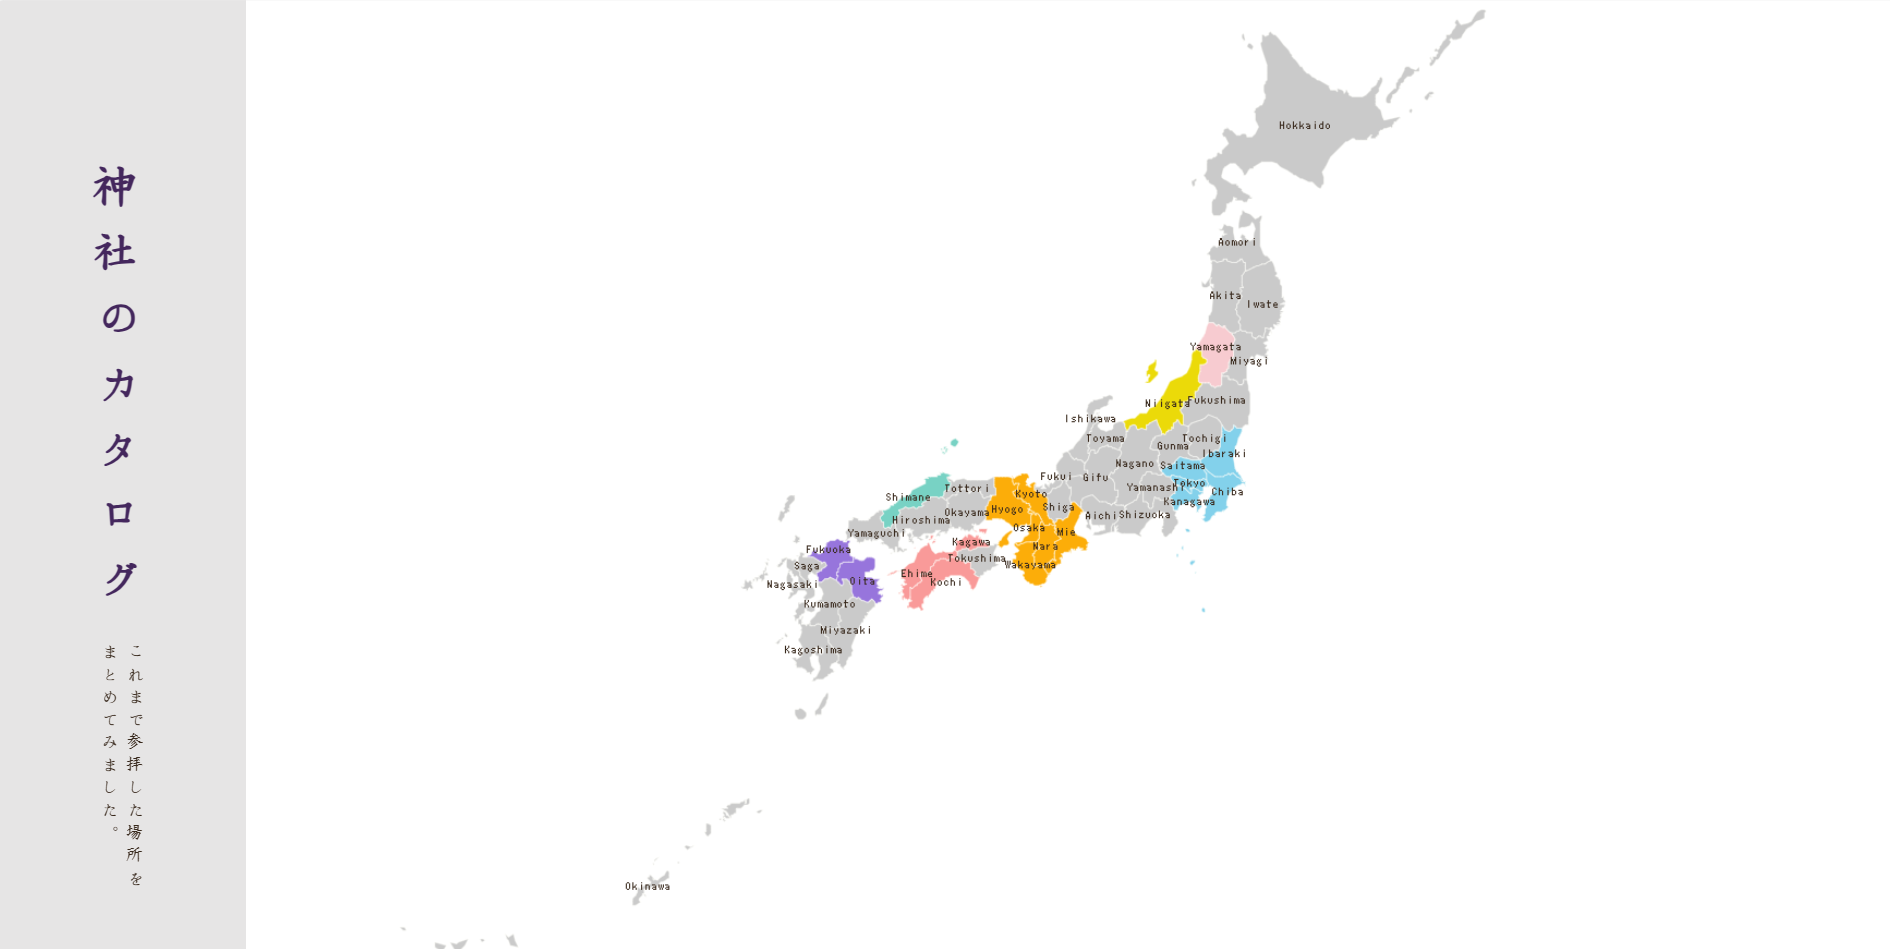 神社のカタログ
これまで参拝した場所を
まとめてみました。
Hokkaido
Aomori
Akita
Iwate
Yamagata
Miyagi
Niigata
Fukushima
Ishikawa
Toyama
Tochigi
Gunma
Ibaraki
Nagano
Saitama
Fukui
Gifu
Tokyo
Yamanashi
Chiba
Kanagawa
Tottori
Kyoto
Shimane
Shiga
Hyogo
Okayama
Aichi
Shizuoka
Hiroshima
Osaka
Mie
Yamaguchi
Kagawa
Nara
Fukuoka
Tokushima
Wakayama
Saga
Ehime
Kochi
Oita
Nagasaki
Kumamoto
Miyazaki
Kagoshima
Okinawa